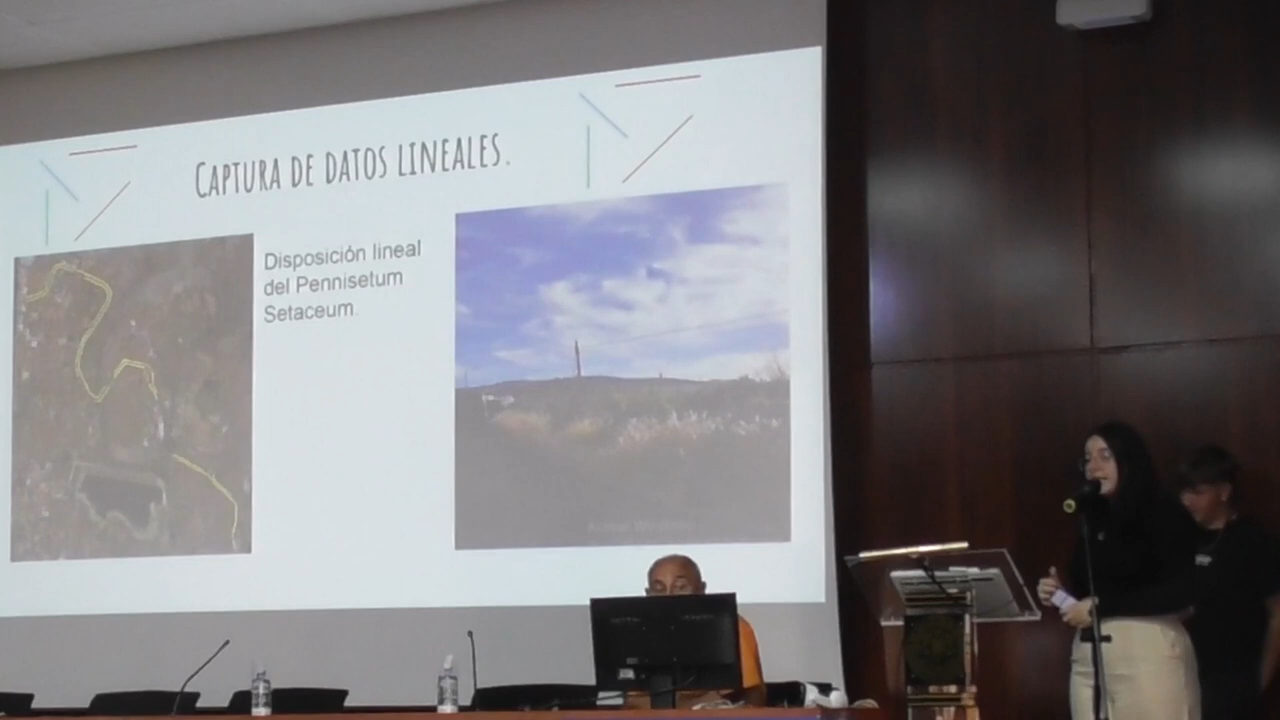 CAPTURA DE DATOS LINEALES.
Disposición lineal
del Pennisetum
Setaceum.